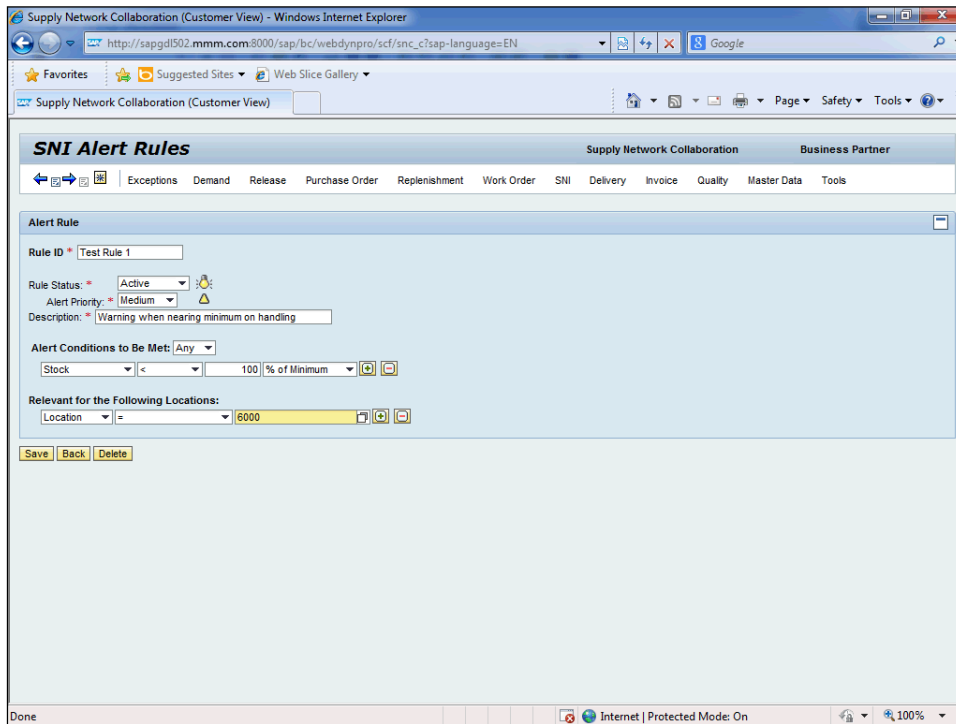 Supply Network Collaboration (Customer View) - Windows Internet Explorer
http://sapgdl502.mmm.com:8000/sap/bc/webdynpro/scf/snc_c?sap-language=EN
Google
Favorites Suggested Sites Web Slice Gallery
Supply Network Collaboration (Customer View)
Page Safety Tools
SNI Alert Rules
Supply Network Collaboration Business Partner
Exceptions Demand Release Purchase Order Replenishment Work Order SNI Delivery Invoice Quality Master Data Tools
Alert Rule
Rule ID * Test Rule 1
Rule Status: * Active
Alert Priority: * Medium
Description: * Warning when nearing minimum on handling
Alert Conditions to Be Met: Any
Stock < 100 % of Minimum
Relevant for the Following Locations:
Location = 6000
Save Back Delete
Done Internet | Protected Mode: On 100%